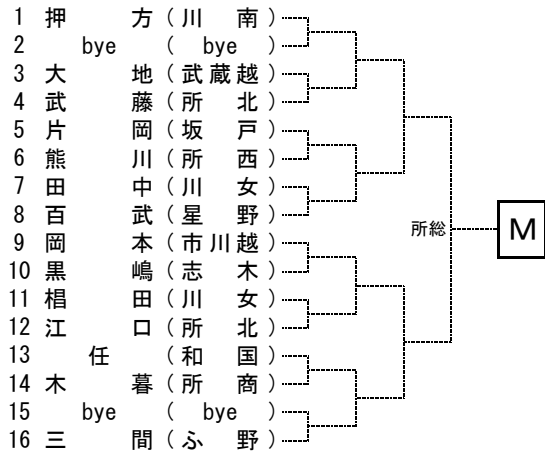 1 押 方 (川 南)
2 bye ( bye )
3 大 地 (武蔵越)
4 武 藤 (所 北)
5 片 岡 (坂 戸)
6 熊 川 (所 西)
7 田 中 (川 女)
8 百 武 (星 野)
所総 M
9 岡 本 (市川越)
10 黒 嶋 (志 木)
11 椙 田 (川 女)
12 江 口 (所 北)
13 任 (和 国)
14 木 暮 (所 商)
15 bye ( bye )
16 三 間 (ふ 野)